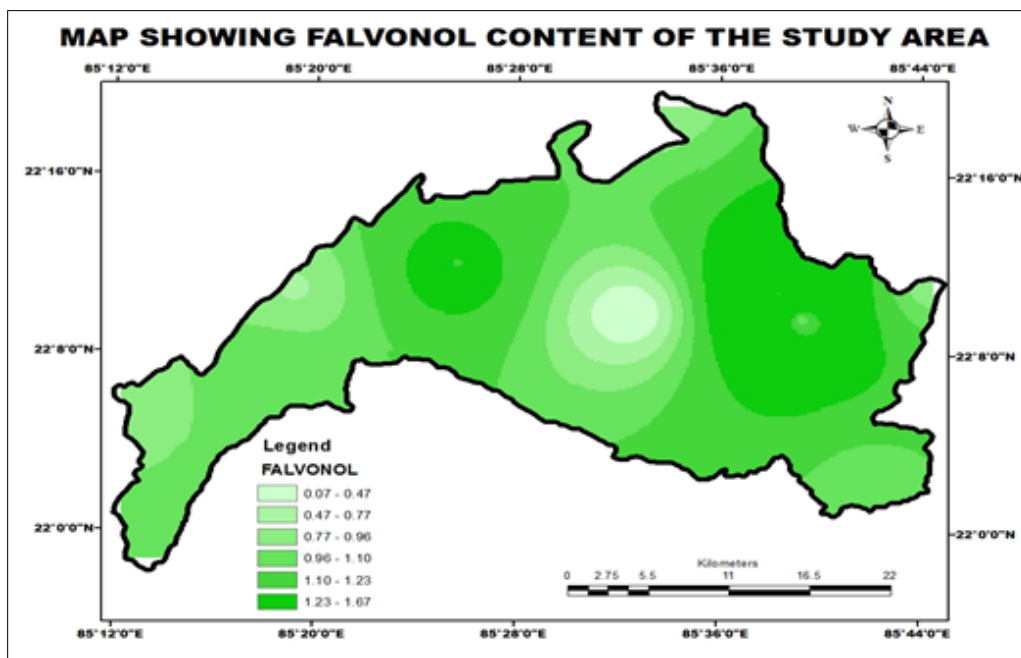 MAP SHOWING FALVONOL CONTENT OF THE STUDY AREA
85°12'0"E 85°20'0"E 85°28'0"E 85°36'0"E 85°44'0"E
N
W E
S
22°16'0"N 22°16'0"N
22°8'0"N 22°8'0"N
22°0'0"N 22°0'0"N
Legend
FALVONOL
0.07 - 0.47
0.47 - 0.77
0.77 - 0.96
0.96 - 1.10
1.10 - 1.23
1.23 - 1.67
Kilometers
0 2.75 5.5 11 16.5 22
85°12'0"E 85°20'0"E 85°28'0"E 85°36'0"E 85°44'0"E